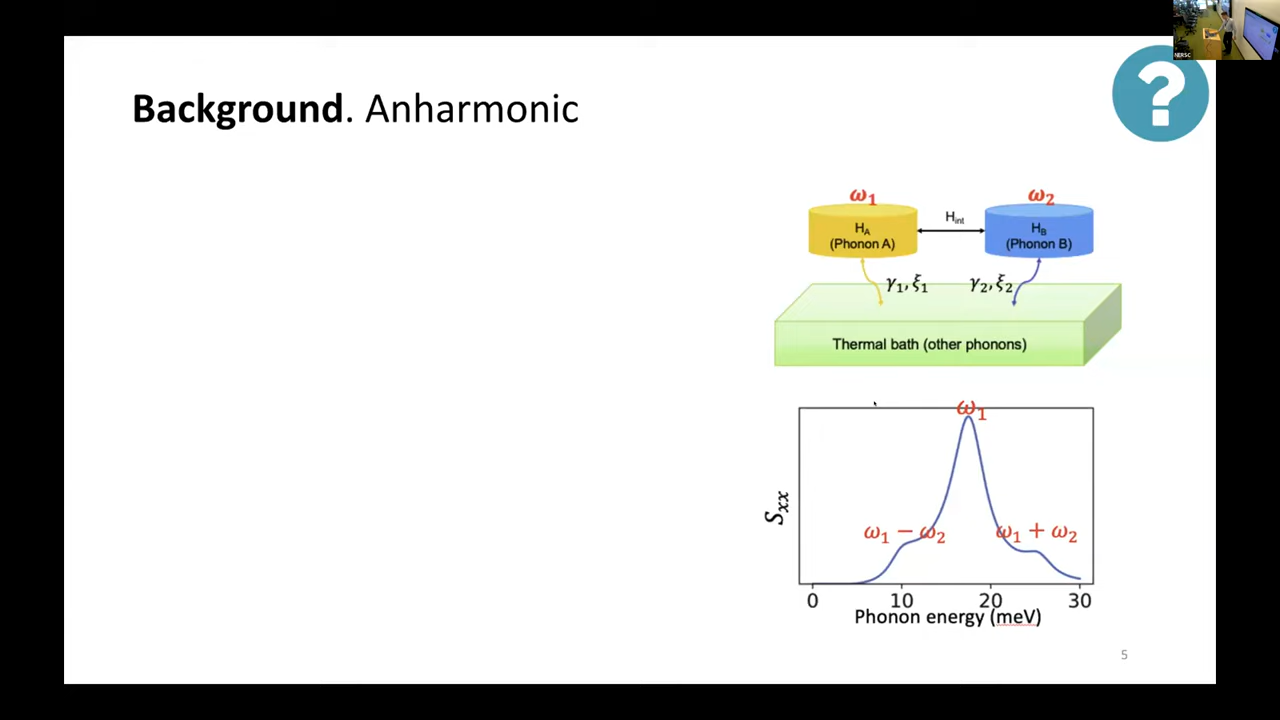 NERSC
?
Background. Anharmonic
ω₁
ω₂
H_A
(Phonon A)
H_int
H_B
(Phonon B)
γ₁, ξ₁
γ₂, ξ₂
Thermal bath (other phonons)
ω₁
S_xx
ω₁ − ω₂
ω₁ + ω₂
0 10 20 30
Phonon energy (meV)
5